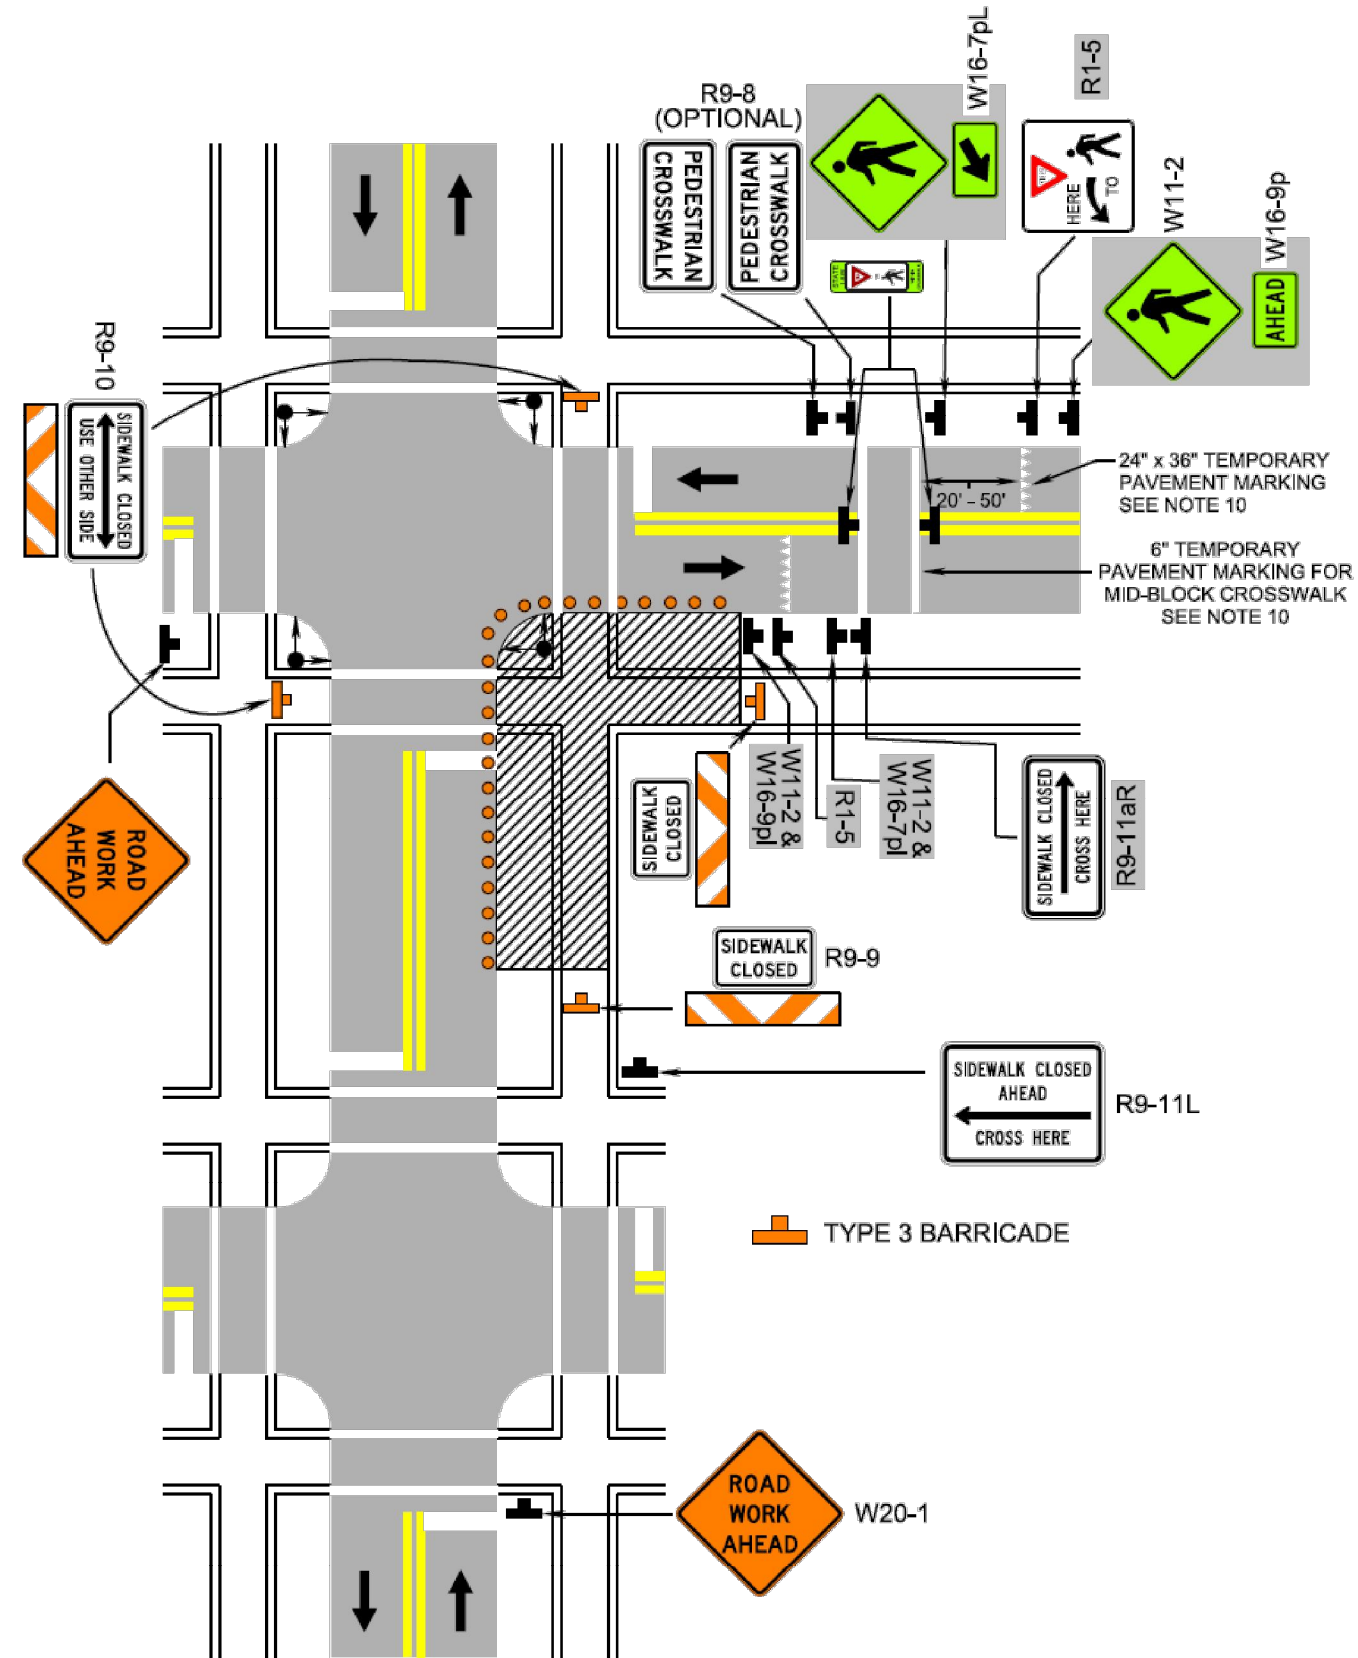 W16-7pL
R1-5
R9-8
(OPTIONAL)
PEDESTRIAN
CROSSWALK
PEDESTRIAN
CROSSWALK
HERE
TO
W11-2
W16-9p
AHEAD
R9-10
SIDEWALK CLOSED
USE OTHER SIDE
24" x 36" TEMPORARY
PAVEMENT MARKING
SEE NOTE 10
20' - 50'
6" TEMPORARY
PAVEMENT MARKING FOR
MID-BLOCK CROSSWALK
SEE NOTE 10
ROAD
WORK
AHEAD
SIDEWALK
CLOSED
W11-2 &
W16-9pl
R1-5
W11-2 &
W16-7pl
SIDEWALK CLOSED
CROSS HERE
R9-11aR
SIDEWALK
CLOSED
R9-9
SIDEWALK CLOSED
AHEAD
CROSS HERE
R9-11L
TYPE 3 BARRICADE
ROAD
WORK
AHEAD
W20-1